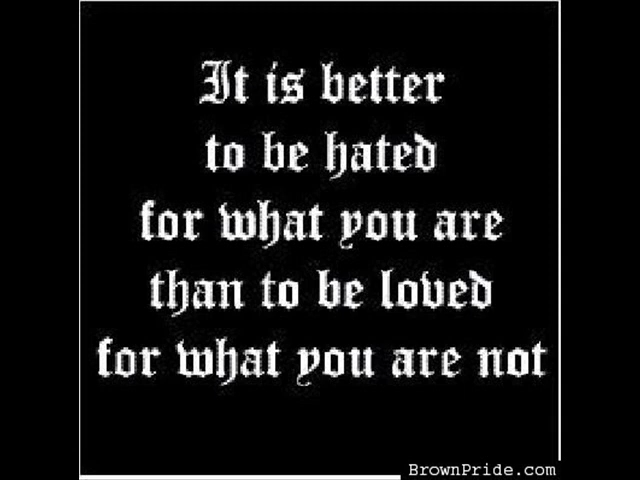 It is better
to be hated
for what you are
than to be loved
for what you are not
BrownPride.com